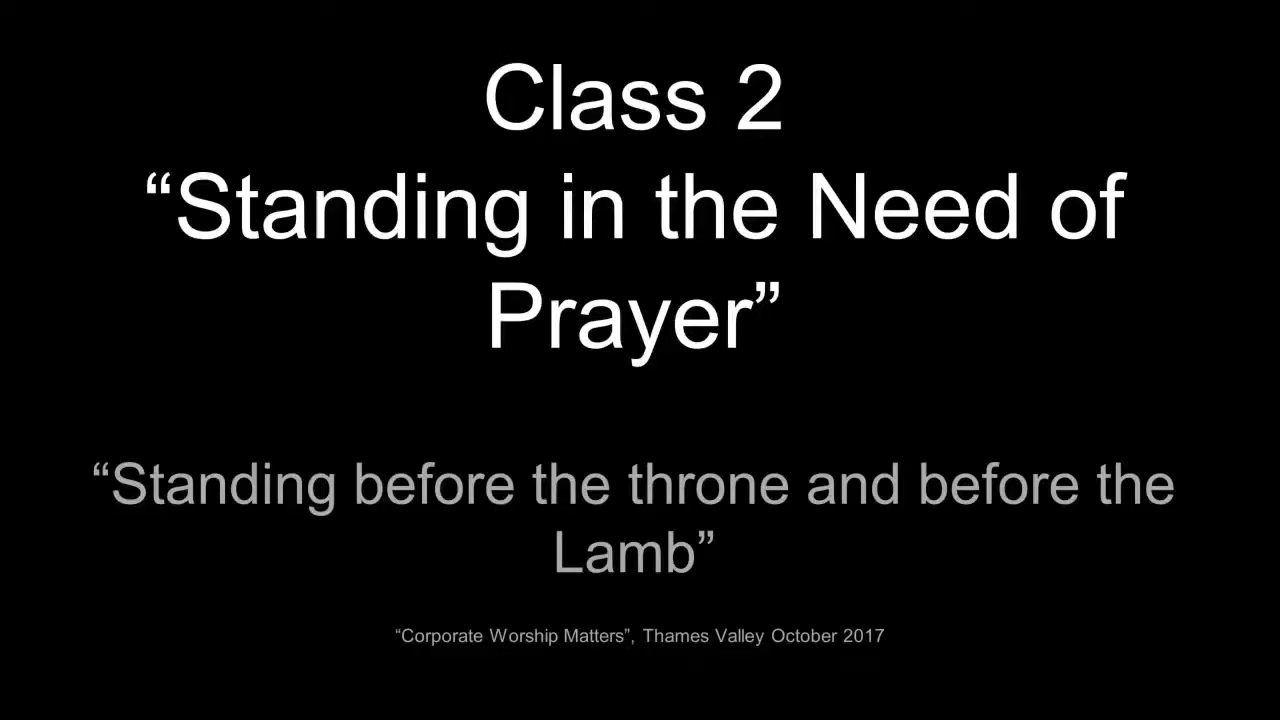 Class 2
“Standing in the Need of
Prayer”
“Standing before the throne and before the
Lamb”
“Corporate Worship Matters”, Thames Valley October 2017